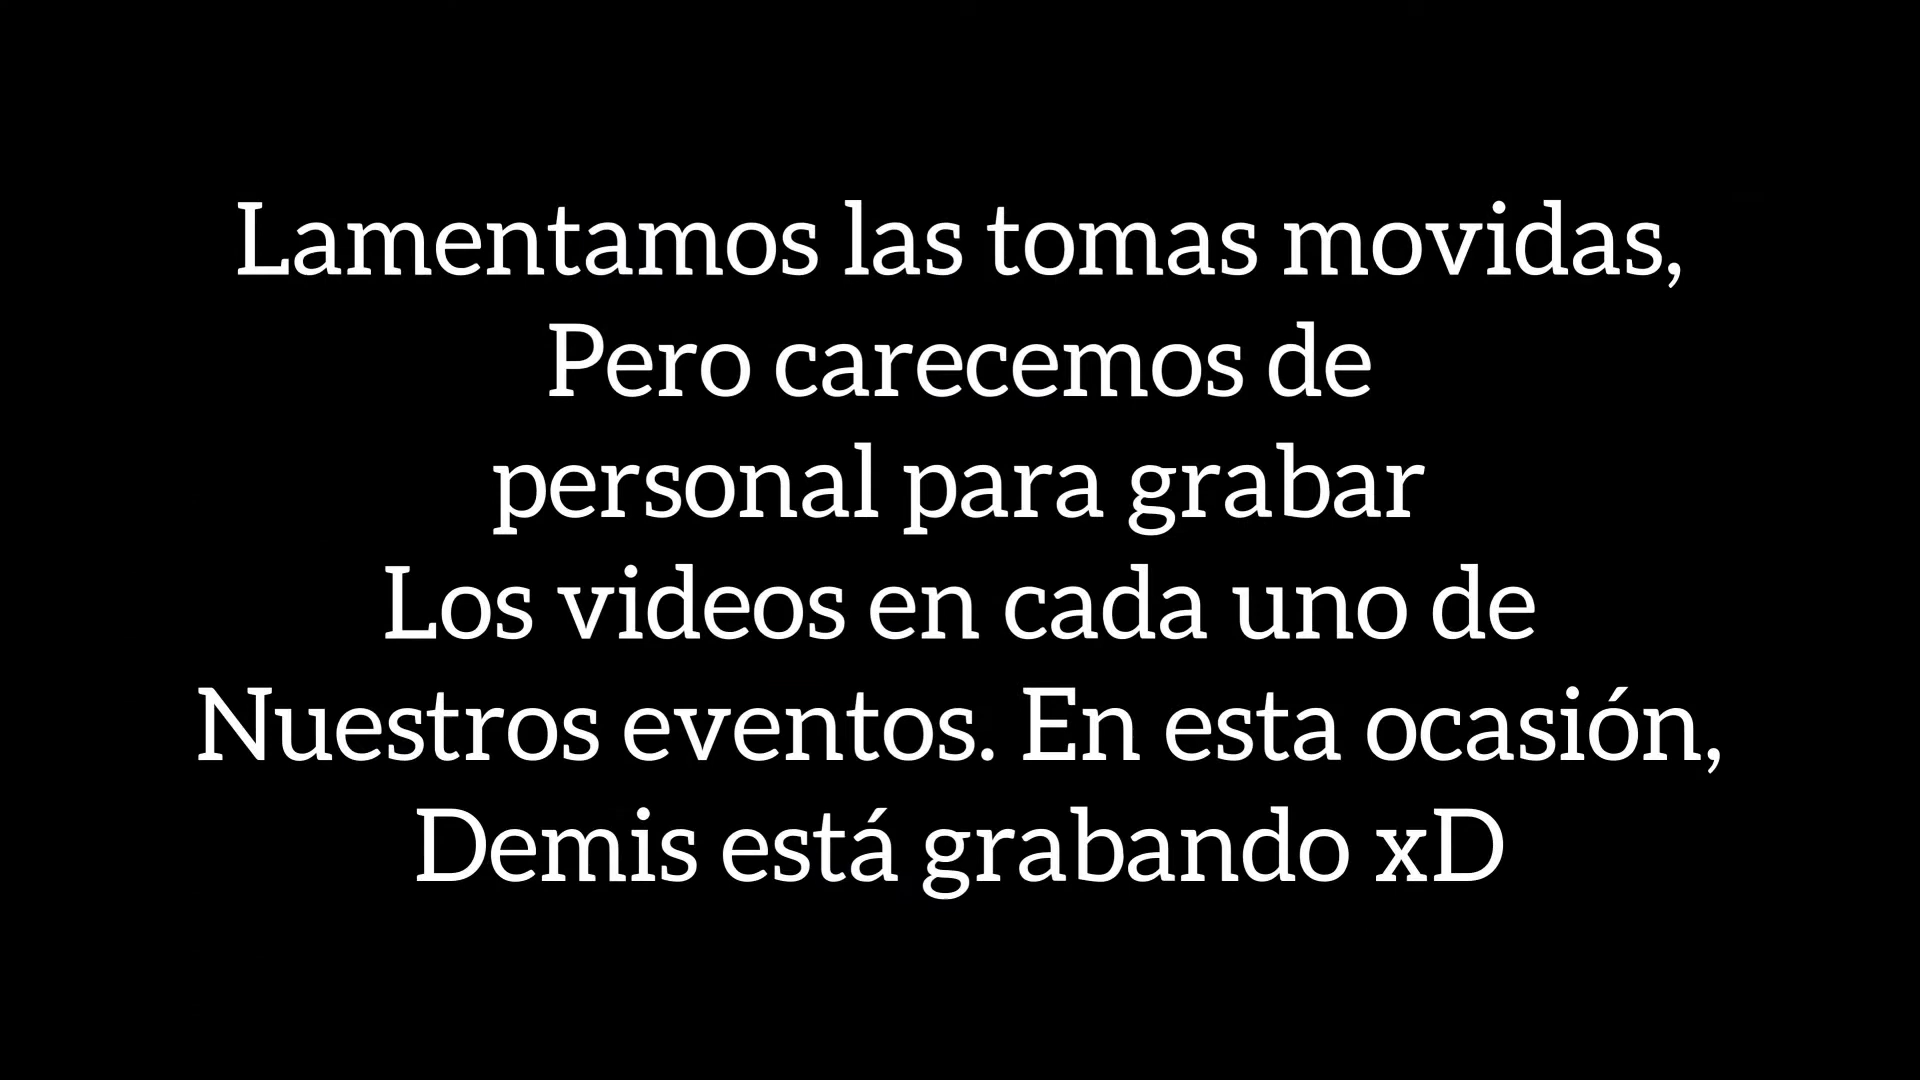 Lamentamos las tomas movidas,
Pero carecemos de
personal para grabar
Los videos en cada uno de
Nuestros eventos. En esta ocasión,
Demis está grabando xD